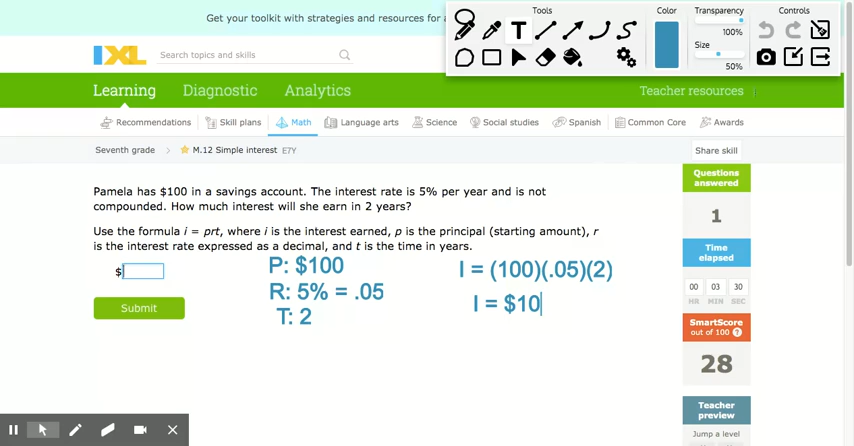 Get your toolkit with strategies and resources for a
Tools
Color
Transparency
Controls
100%
Size
50%
IXL
Search topics and skills
Learning
Diagnostic
Analytics
Teacher resources
Recommendations
Skill plans
Math
Language arts
Science
Social studies
Spanish
Common Core
Awards
Seventh grade > M.12 Simple interest E7Y
Share skill
Pamela has $100 in a savings account. The interest rate is 5% per year and is not
compounded. How much interest will she earn in 2 years?
Use the formula i = prt, where i is the interest earned, p is the principal (starting amount), r
is the interest rate expressed as a decimal, and t is the time in years.
$
Submit
P: $100
R: 5% = .05
T: 2
I = (100)(.05)(2)
I = $10
Questions
answered
1
Time
elapsed
00 03 30
HR MIN SEC
SmartScore
out of 100 ?
28
Teacher
preview
Jump a level